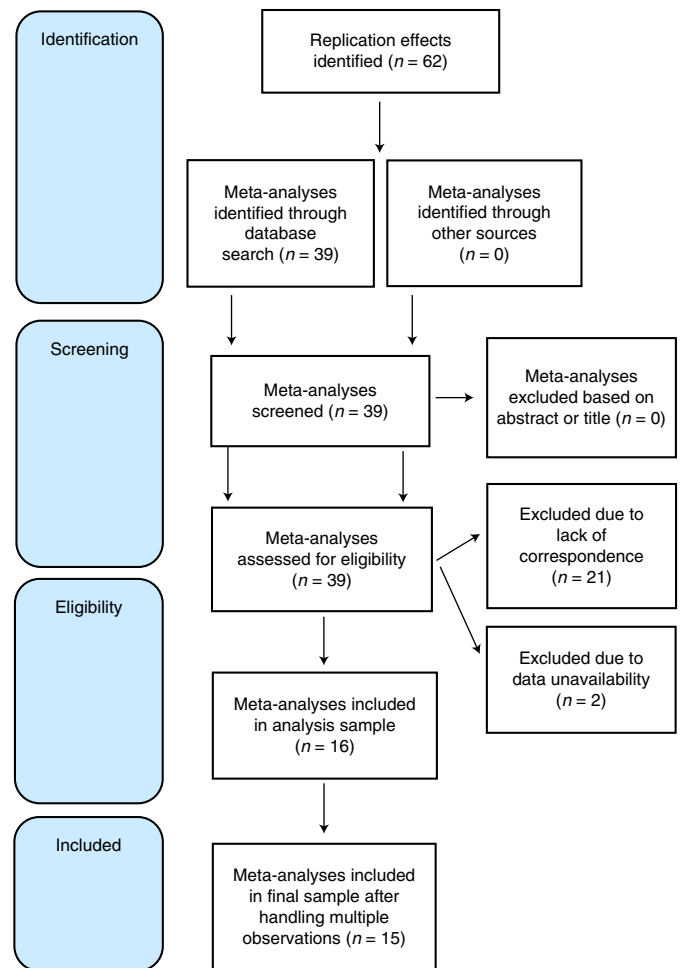 Identification
Replication effects
identified (n = 62)
Meta-analyses
identified through
database
search (n = 39)
Meta-analyses
identified through
other sources
(n = 0)
Screening
Meta-analyses
screened (n = 39)
Meta-analyses
excluded based on
abstract or title (n = 0)
Meta-analyses
assessed for eligibility
(n = 39)
Excluded due to
lack of
correspondence
(n = 21)
Eligibility
Excluded due to
data unavailability
(n = 2)
Meta-analyses included
in analysis sample
(n = 16)
Included
Meta-analyses included
in final sample after
handling multiple
observations (n = 15)